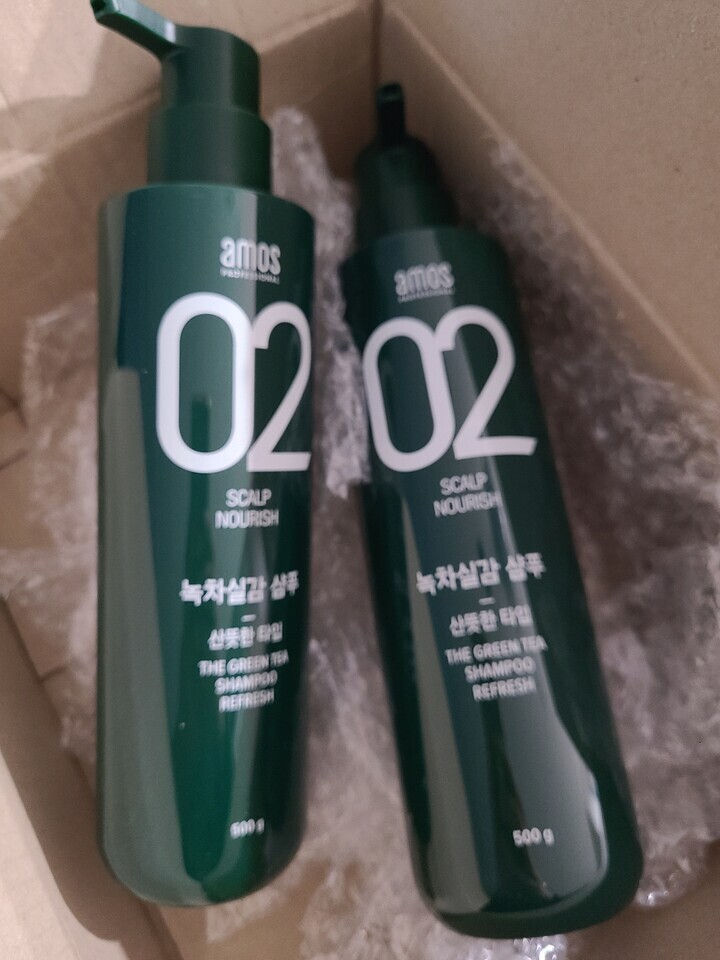 amos
PROFESSIONAL
02
SCALP
NOURISH
녹차실감 샴푸
산뜻한 타입
THE GREEN TEA
SHAMPOO
REFRESH
500 g
amos
PROFESSIONAL
02
SCALP
NOURISH
녹차실감 샴푸
산뜻한 타입
THE GREEN TEA
SHAMPOO
REFRESH
500 g